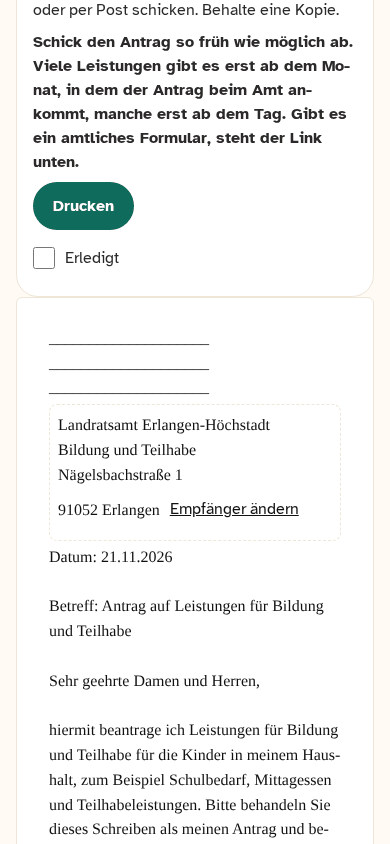 oder per Post schicken. Behalte eine Kopie.
Schick den Antrag so früh wie möglich ab.
Viele Leistungen gibt es erst ab dem Mo-
nat, in dem der Antrag beim Amt an-
kommt, manche erst ab dem Tag. Gibt es
ein amtliches Formular, steht der Link
unten.
Drucken
Erledigt
Landratsamt Erlangen-Höchstadt
Bildung und Teilhabe
Nägelsbachstraße 1
91052 Erlangen Empfänger ändern
Datum: 21.11.2026
Betreff: Antrag auf Leistungen für Bildung
und Teilhabe
Sehr geehrte Damen und Herren,
hiermit beantrage ich Leistungen für Bildung
und Teilhabe für die Kinder in meinem Haus-
halt, zum Beispiel Schulbedarf, Mittagessen
und Teilhabeleistungen. Bitte behandeln Sie
dieses Schreiben als meinen Antrag und be-